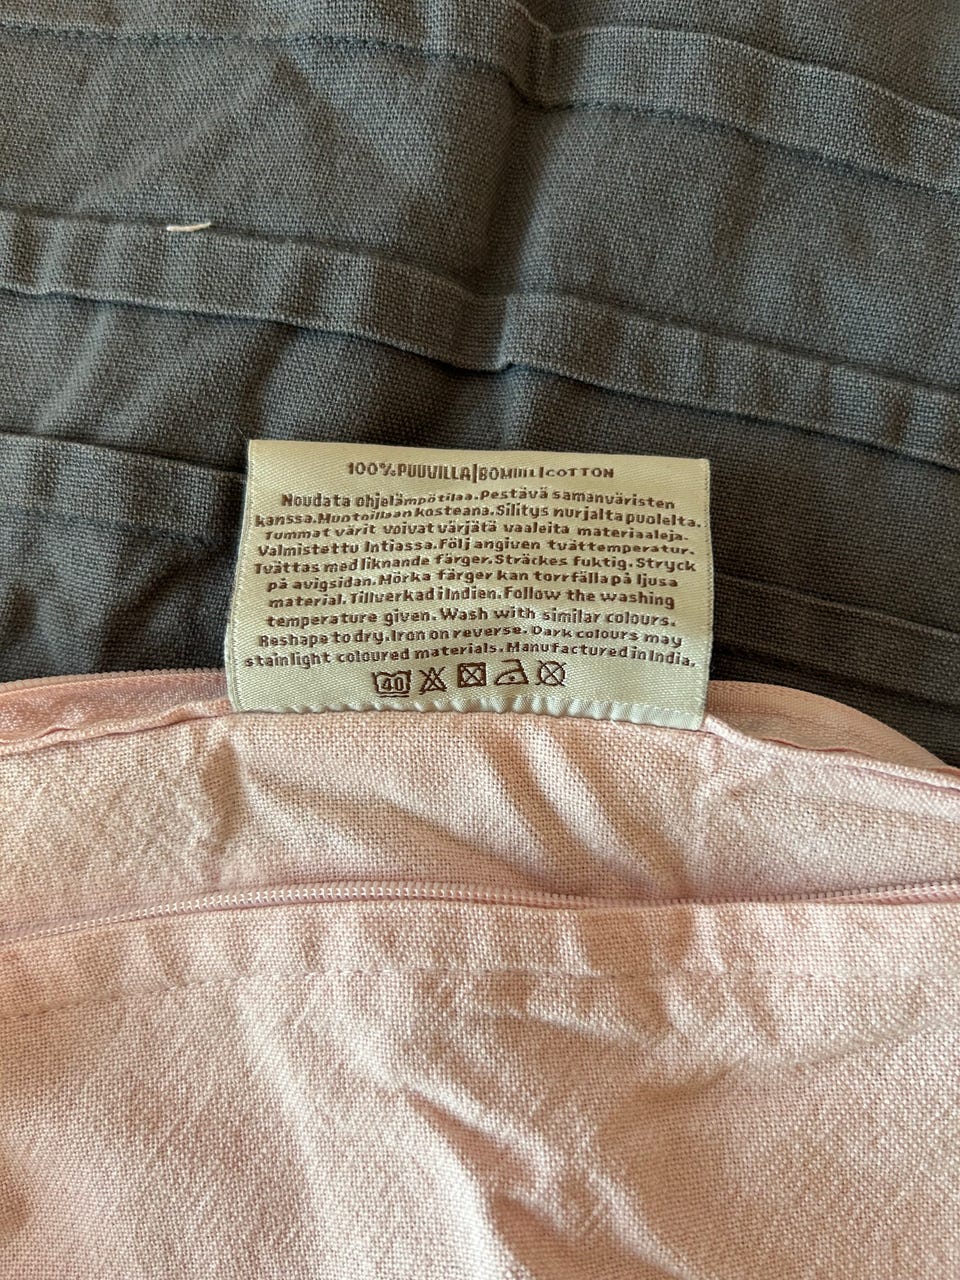 100%PUUVILLA|BOMULL|COTTON
Noudata ohjelämpötilaa.Pestävä samanväristen
kanssa.Muotoillaan kosteana.Silitys nurjalta puolelta.
Tummat värit voivat värjätä vaaleita materiaaleja.
Valmistettu Intiassa.Följ angiven tvättemperatur.
Tvättas med liknande färger.Sträckes fuktig.Stryck
på avigsidan.Mörka färger kan torrfälla på ljusa
material.Tillverkad i Indien.Follow the washing
temperature given.Wash with similar colours.
Reshape to dry.Iron on reverse.Dark colours may
stain light coloured materials.Manufactured in India.
40